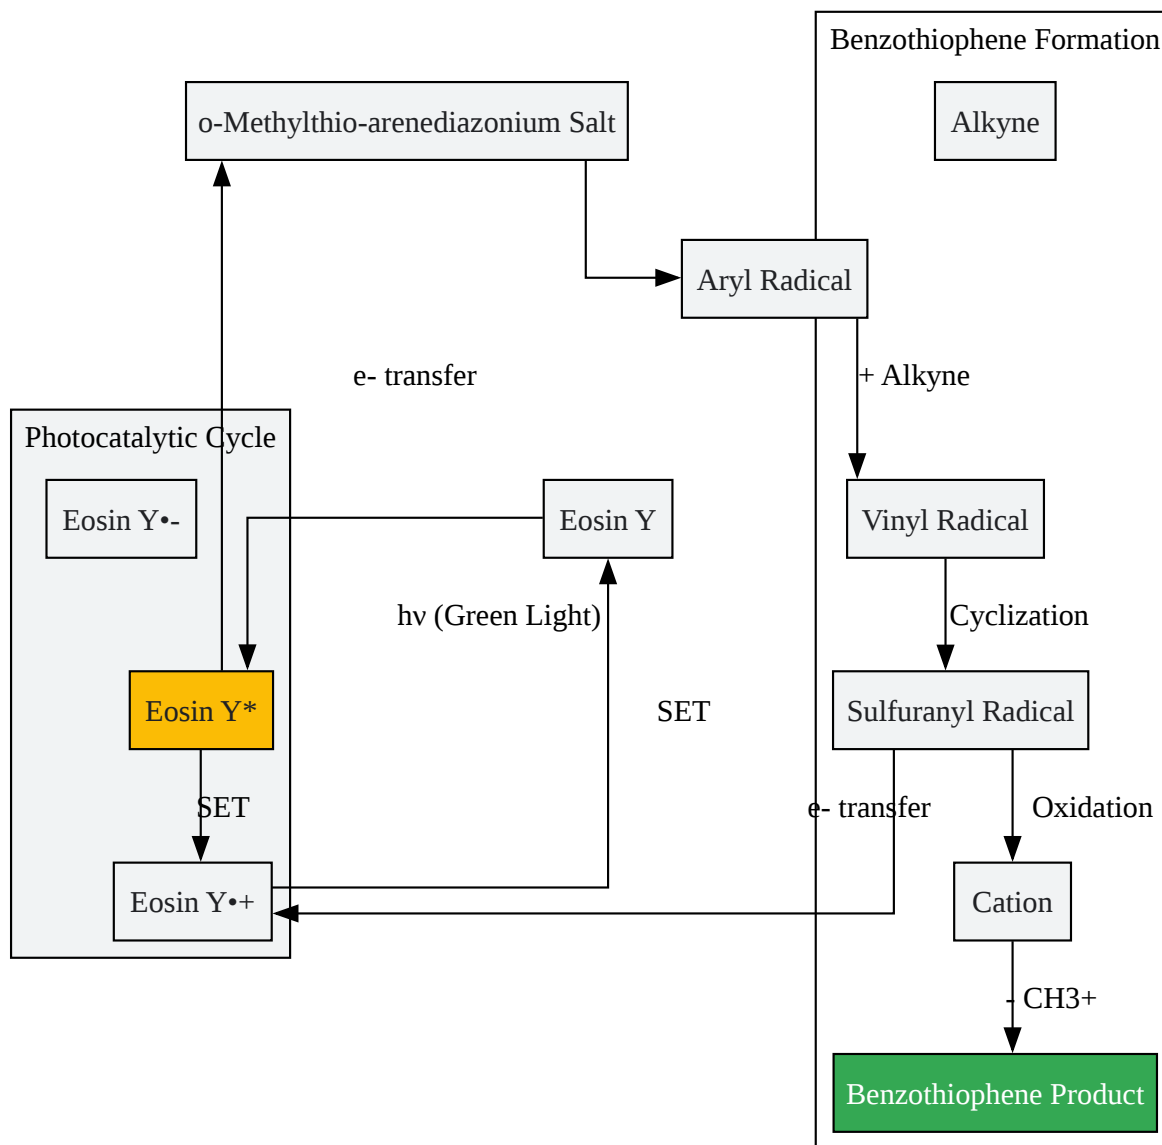 Benzothiophene Formation
o-Methylthio-arenediazonium Salt
Alkyne
Aryl Radical
e- transfer
+ Alkyne
Photocatalytic Cycle
Eosin Y•-
Eosin Y
Vinyl Radical
hν (Green Light)
Cyclization
Eosin Y*
SET
Sulfuranyl Radical
SET
e- transfer
Oxidation
Eosin Y•+
Cation
- CH3+
Benzothiophene Product